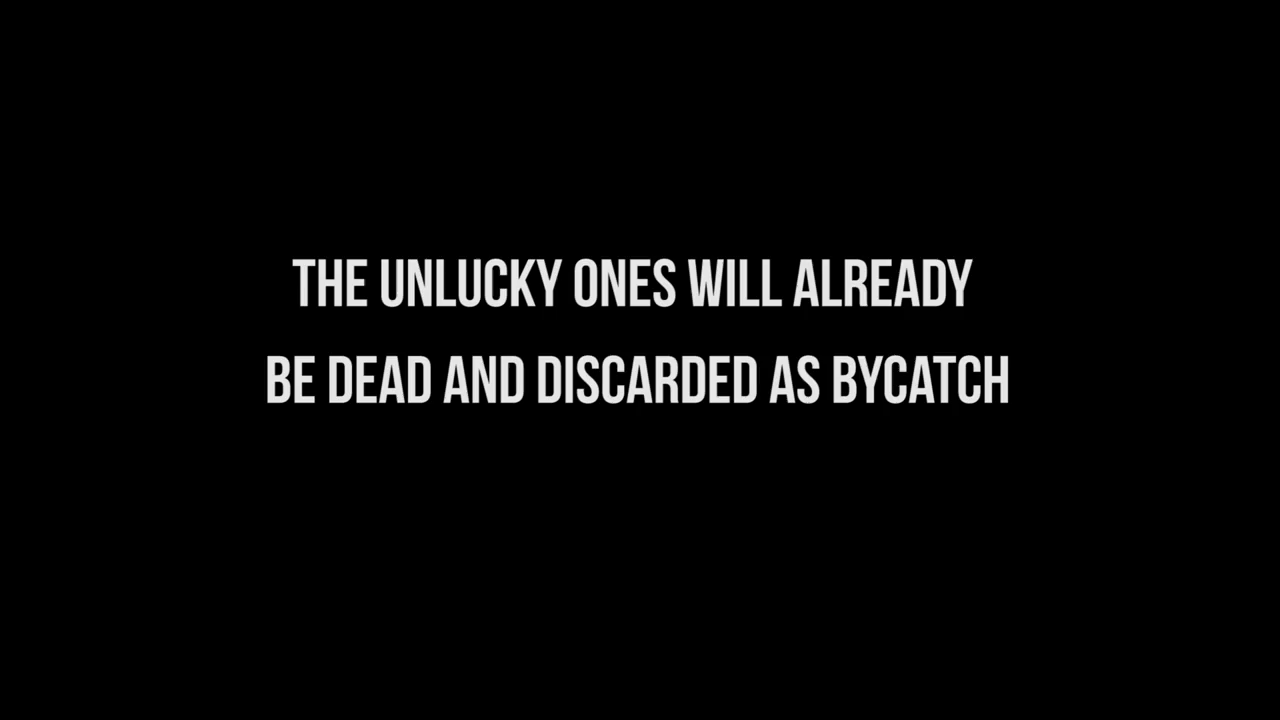 THE UNLUCKY ONES WILL ALREADY
BE DEAD AND DISCARDED AS BYCATCH